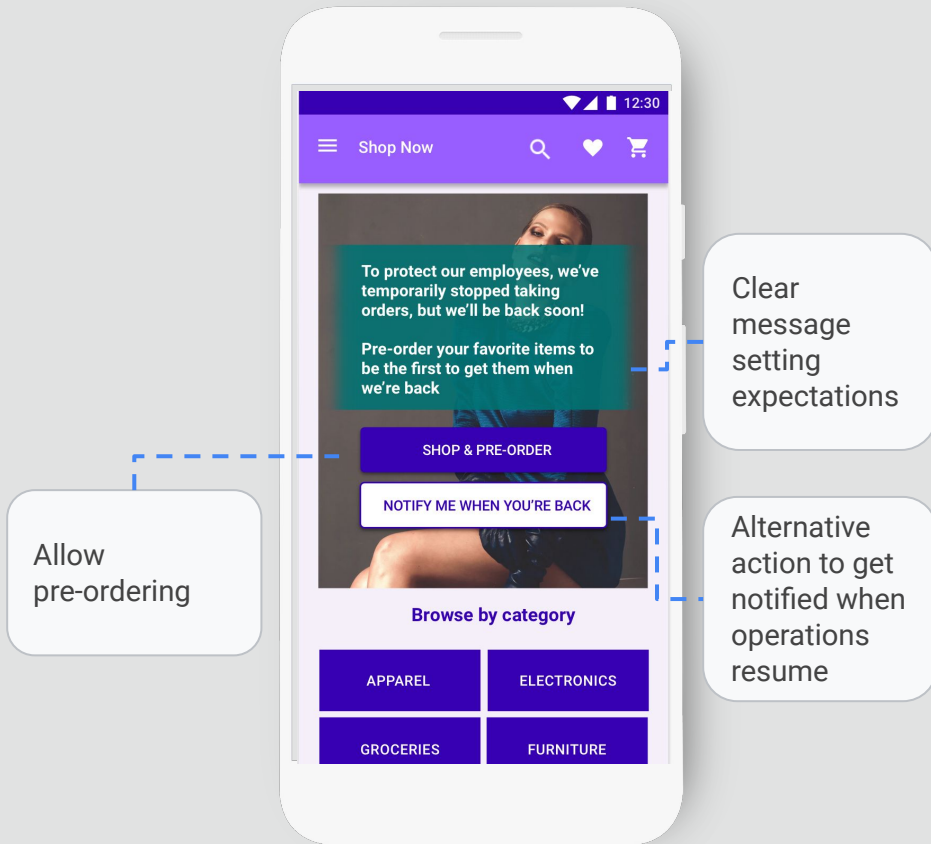 12:30
Shop Now
To protect our employees, we've
temporarily stopped taking
orders, but we'll be back soon!
Pre-order your favorite items to
be the first to get them when
we're back
SHOP & PRE-ORDER
NOTIFY ME WHEN YOU'RE BACK
Browse by category
APPAREL
ELECTRONICS
GROCERIES
FURNITURE
Allow
pre-ordering
Clear
message
setting
expectations
Alternative
action to get
notified when
operations
resume